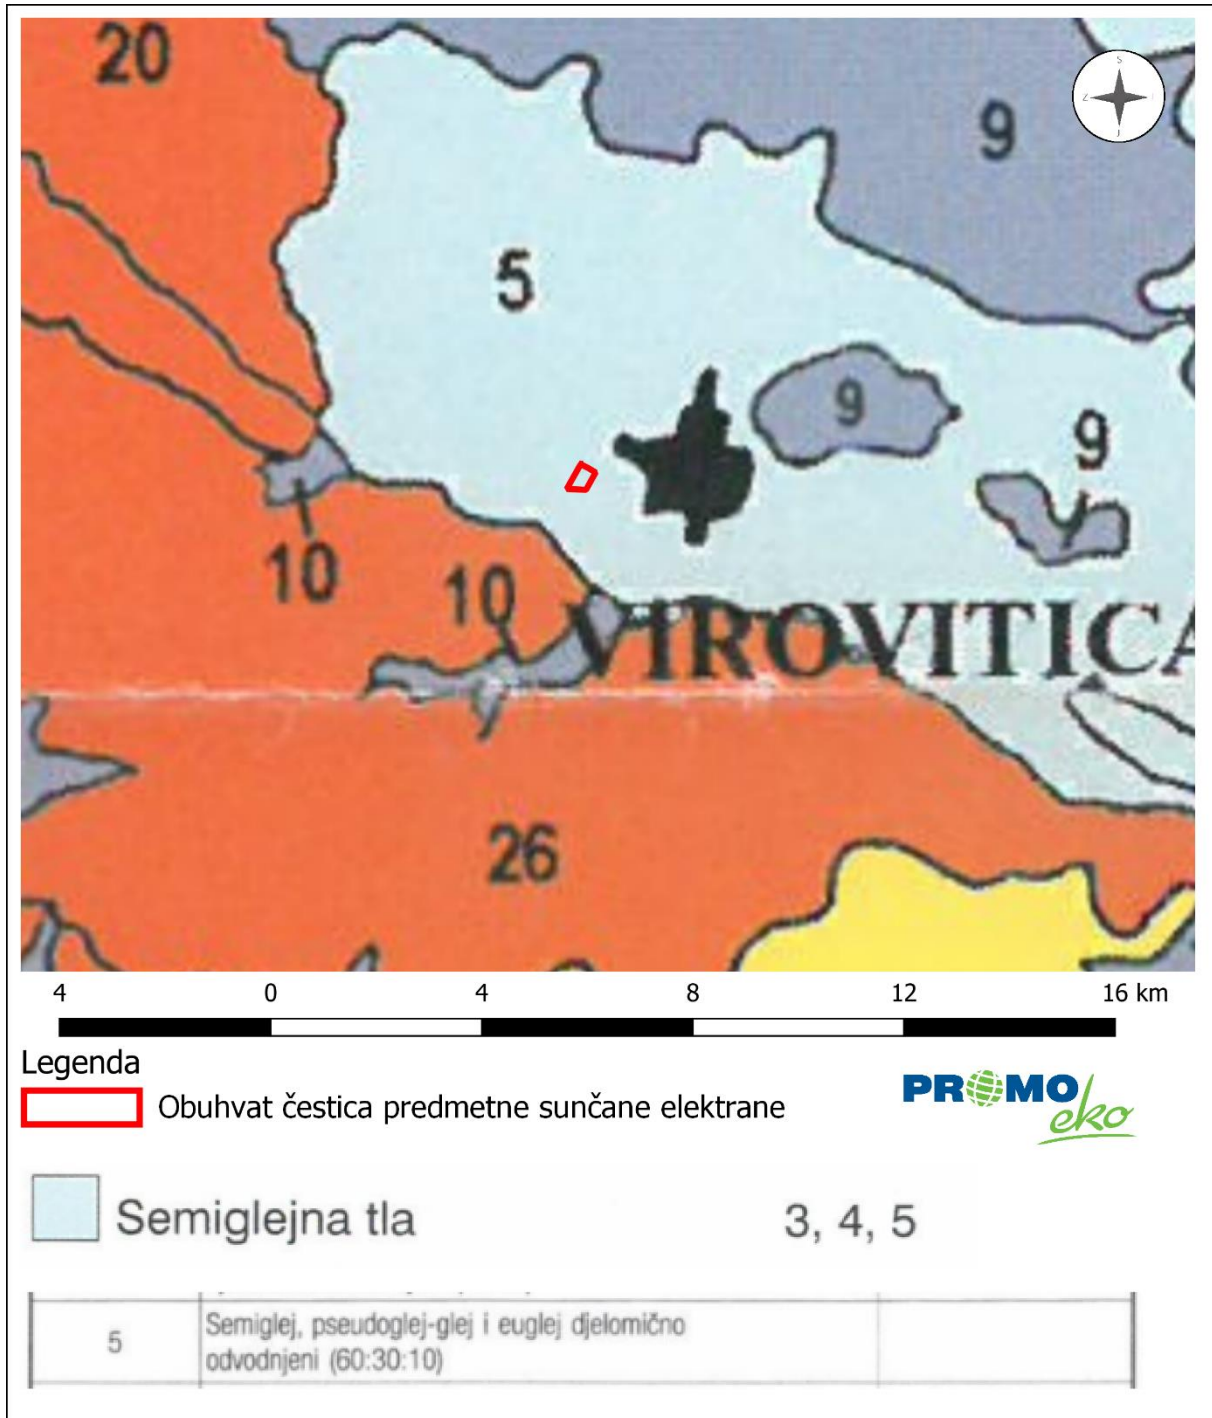 20
S
Z
I
J
9
5
9
9
10
10
VIROVITICA
26
4 0 4 8 12 16 km
Legenda
Obuhvat čestica predmetne sunčane elektrane
PROMO
eko
Semiglejna tla 3, 4, 5
5 Semiglej, pseudoglej-glej i euglej djelomično
odvodnjeni (60:30:10)